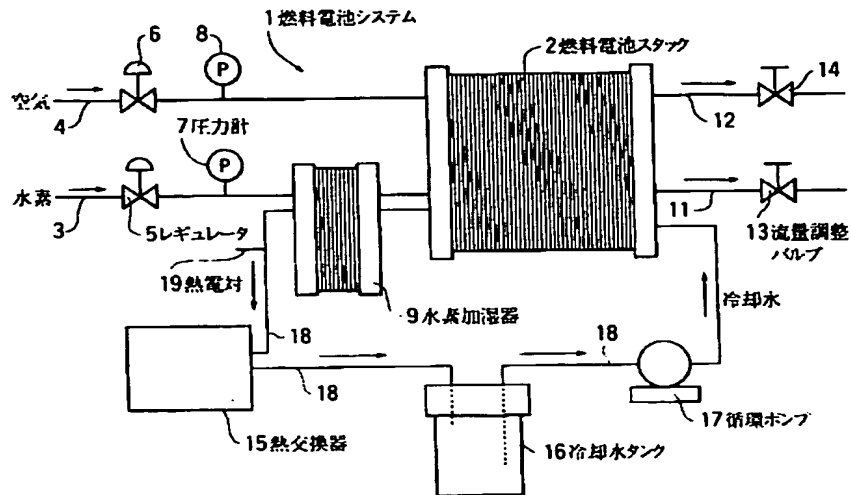 1燃料電池システム
6
8
P
2燃料電池スタック
14
空気
4
12
7圧力計
P
水素
3
5レギュレータ
11
13流量調整
バルブ
19熱電対
9水素加湿器
冷却水
18
18
18
15熱交換器
16冷却水タンク
17循環ポンプ